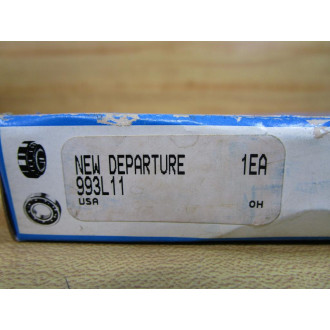 NEW DEPARTURE 1EA
993L11
USA OH